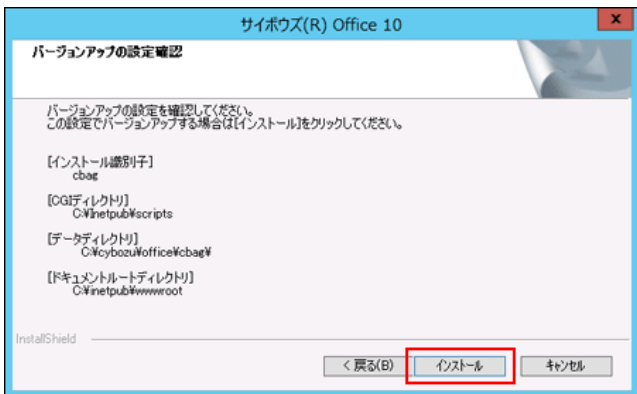 サイボウズ(R) Office 10
x
バージョンアップの設定確認
バージョンアップの設定を確認してください。
この設定でバージョンアップする場合は[インストール]をクリックしてください。
[インストール識別子]
cbag
[CGIディレクトリ]
C:¥Inetpub¥scripts
[データディレクトリ]
C:¥cybozu¥office¥cbag¥
[ドキュメントルートディレクトリ]
C:¥inetpub¥wwwroot
InstallShield
< 戻る(B)
インストール
キャンセル